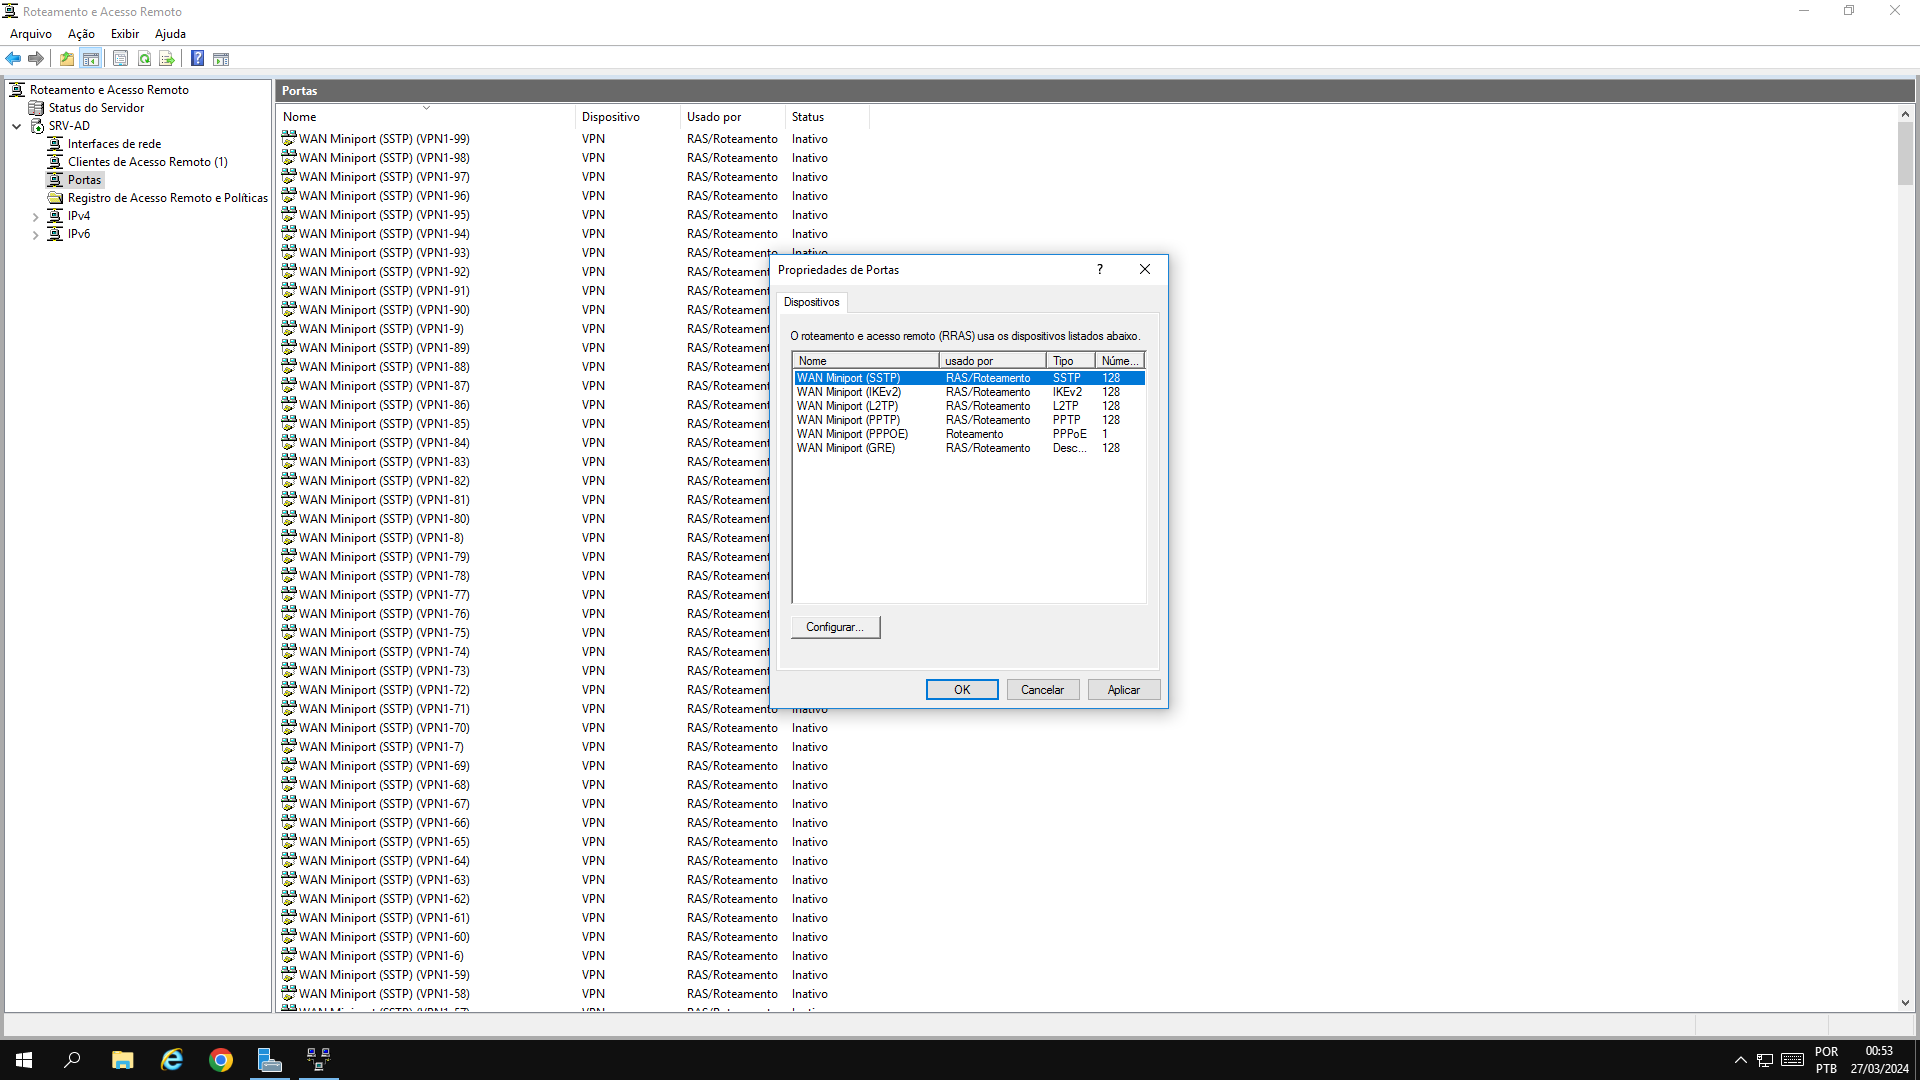 Roteamento e Acesso Remoto
Arquivo Ação Exibir Ajuda
Roteamento e Acesso Remoto
Status do Servidor
SRV-AD
Interfaces de rede
Clientes de Acesso Remoto (1)
Portas
Registro de Acesso Remoto e Políticas
IPv4
IPv6
Portas
Nome Dispositivo Usado por Status
WAN Miniport (SSTP) (VPN1-99) VPN RAS/Roteamento Inativo
WAN Miniport (SSTP) (VPN1-98) VPN RAS/Roteamento Inativo
WAN Miniport (SSTP) (VPN1-97) VPN RAS/Roteamento Inativo
WAN Miniport (SSTP) (VPN1-96) VPN RAS/Roteamento Inativo
WAN Miniport (SSTP) (VPN1-95) VPN RAS/Roteamento Inativo
WAN Miniport (SSTP) (VPN1-94) VPN RAS/Roteamento Inativo
WAN Miniport (SSTP) (VPN1-93) VPN RAS/Roteamento Inativo
WAN Miniport (SSTP) (VPN1-92) VPN RAS/Roteament
WAN Miniport (SSTP) (VPN1-91) VPN RAS/Roteament
WAN Miniport (SSTP) (VPN1-90) VPN RAS/Roteament
WAN Miniport (SSTP) (VPN1-9) VPN RAS/Roteament
WAN Miniport (SSTP) (VPN1-89) VPN RAS/Roteament
WAN Miniport (SSTP) (VPN1-88) VPN RAS/Roteament
WAN Miniport (SSTP) (VPN1-87) VPN RAS/Roteament
WAN Miniport (SSTP) (VPN1-86) VPN RAS/Roteament
WAN Miniport (SSTP) (VPN1-85) VPN RAS/Roteament
WAN Miniport (SSTP) (VPN1-84) VPN RAS/Roteament
WAN Miniport (SSTP) (VPN1-83) VPN RAS/Roteament
WAN Miniport (SSTP) (VPN1-82) VPN RAS/Roteament
WAN Miniport (SSTP) (VPN1-81) VPN RAS/Roteament
WAN Miniport (SSTP) (VPN1-80) VPN RAS/Roteament
WAN Miniport (SSTP) (VPN1-8) VPN RAS/Roteament
WAN Miniport (SSTP) (VPN1-79) VPN RAS/Roteament
WAN Miniport (SSTP) (VPN1-78) VPN RAS/Roteament
WAN Miniport (SSTP) (VPN1-77) VPN RAS/Roteament
WAN Miniport (SSTP) (VPN1-76) VPN RAS/Roteament
WAN Miniport (SSTP) (VPN1-75) VPN RAS/Roteament
WAN Miniport (SSTP) (VPN1-74) VPN RAS/Roteament
WAN Miniport (SSTP) (VPN1-73) VPN RAS/Roteament
WAN Miniport (SSTP) (VPN1-72) VPN RAS/Roteament
WAN Miniport (SSTP) (VPN1-71) VPN RAS/Roteamento Inativo
WAN Miniport (SSTP) (VPN1-70) VPN RAS/Roteamento Inativo
WAN Miniport (SSTP) (VPN1-7) VPN RAS/Roteamento Inativo
WAN Miniport (SSTP) (VPN1-69) VPN RAS/Roteamento Inativo
WAN Miniport (SSTP) (VPN1-68) VPN RAS/Roteamento Inativo
WAN Miniport (SSTP) (VPN1-67) VPN RAS/Roteamento Inativo
WAN Miniport (SSTP) (VPN1-66) VPN RAS/Roteamento Inativo
WAN Miniport (SSTP) (VPN1-65) VPN RAS/Roteamento Inativo
WAN Miniport (SSTP) (VPN1-64) VPN RAS/Roteamento Inativo
WAN Miniport (SSTP) (VPN1-63) VPN RAS/Roteamento Inativo
WAN Miniport (SSTP) (VPN1-62) VPN RAS/Roteamento Inativo
WAN Miniport (SSTP) (VPN1-61) VPN RAS/Roteamento Inativo
WAN Miniport (SSTP) (VPN1-60) VPN RAS/Roteamento Inativo
WAN Miniport (SSTP) (VPN1-6) VPN RAS/Roteamento Inativo
WAN Miniport (SSTP) (VPN1-59) VPN RAS/Roteamento Inativo
WAN Miniport (SSTP) (VPN1-58) VPN RAS/Roteamento Inativo
Propriedades de Portas ?
Dispositivos
O roteamento e acesso remoto (RRAS) usa os dispositivos listados abaixo.
Nome usado por Tipo Núme...
WAN Miniport (SSTP) RAS/Roteamento SSTP 128
WAN Miniport (IKEv2) RAS/Roteamento IKEv2 128
WAN Miniport (L2TP) RAS/Roteamento L2TP 128
WAN Miniport (PPTP) RAS/Roteamento PPTP 128
WAN Miniport (PPPOE) Roteamento PPPoE 1
WAN Miniport (GRE) RAS/Roteamento Desc... 128
Configurar...
OK Cancelar Aplicar
POR
PTB
00:53
27/03/2024